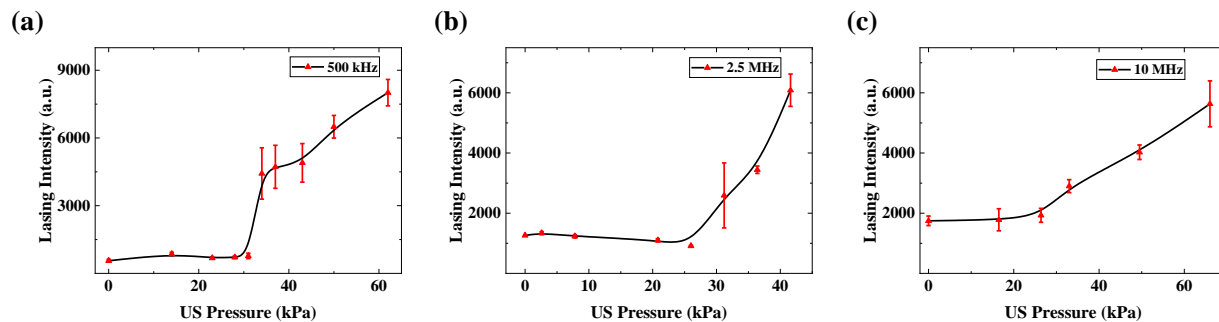 (a)
Lasing Intensity (a.u.)
9000
6000
3000
0
20
40
60
US Pressure (kPa)
500 kHz
(b)
Lasing Intensity (a.u.)
6000
4000
2000
0
10
20
30
40
US Pressure (kPa)
2.5 MHz
(c)
Lasing Intensity (a.u.)
6000
4000
2000
0
20
40
60
US Pressure (kPa)
10 MHz